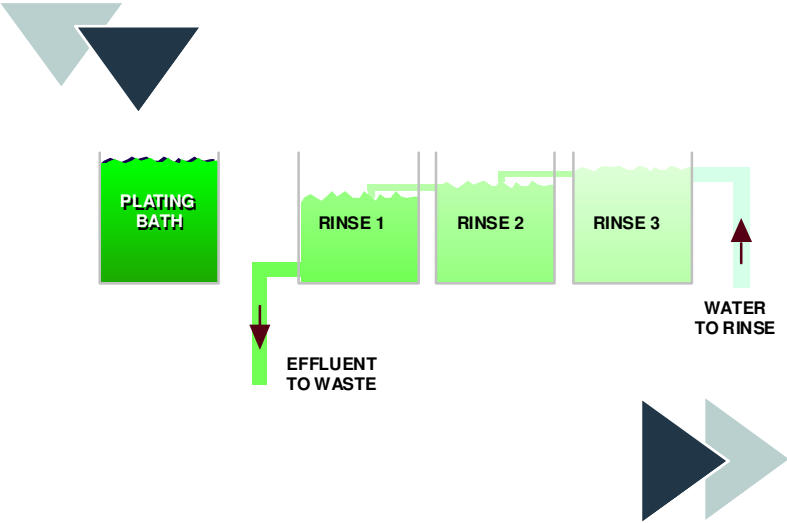 PLATING
BATH
RINSE 1
RINSE 2
RINSE 3
WATER
TO RINSE
EFFLUENT
TO WASTE